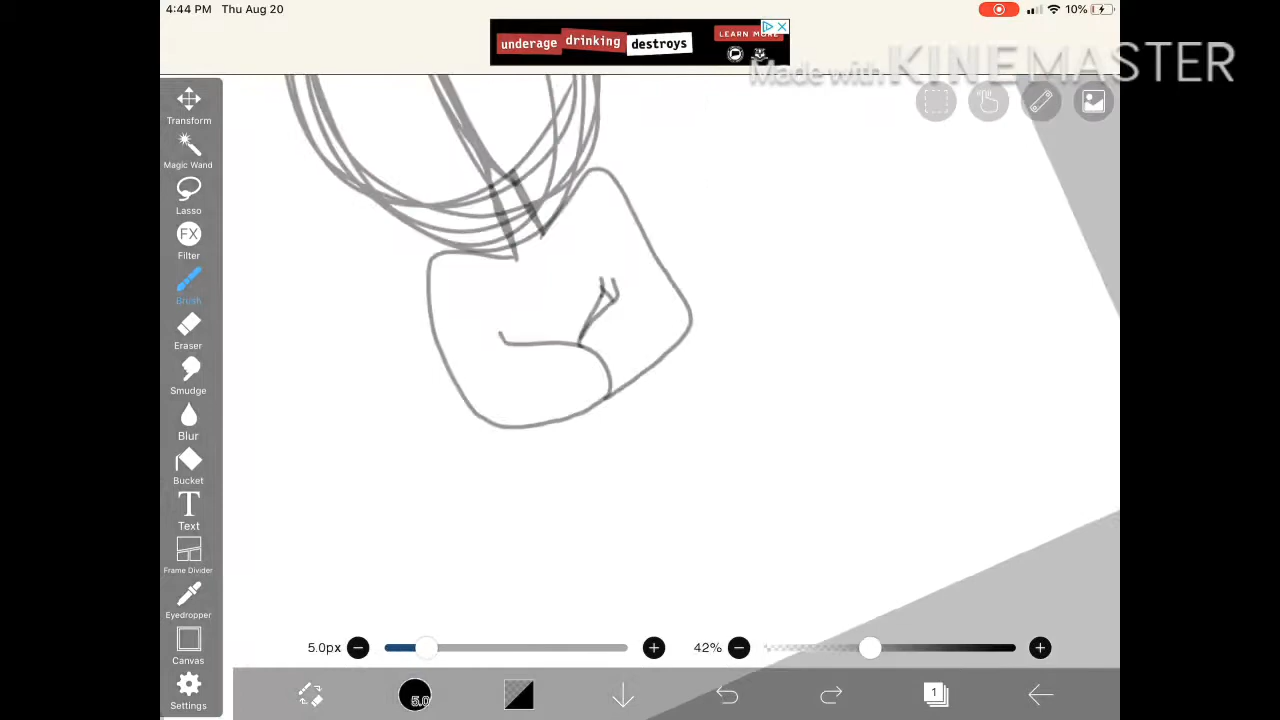 4:44 PM Thu Aug 20
10%
underage drinking destroys
LEARN MORE
Made with KINEMASTER
Transform
Magic Wand
Lasso
FX
Filter
Brush
Eraser
Smudge
Blur
Bucket
T
Text
Frame Divider
Eyedropper
Canvas
Settings
5.0px
42%
5.0
1